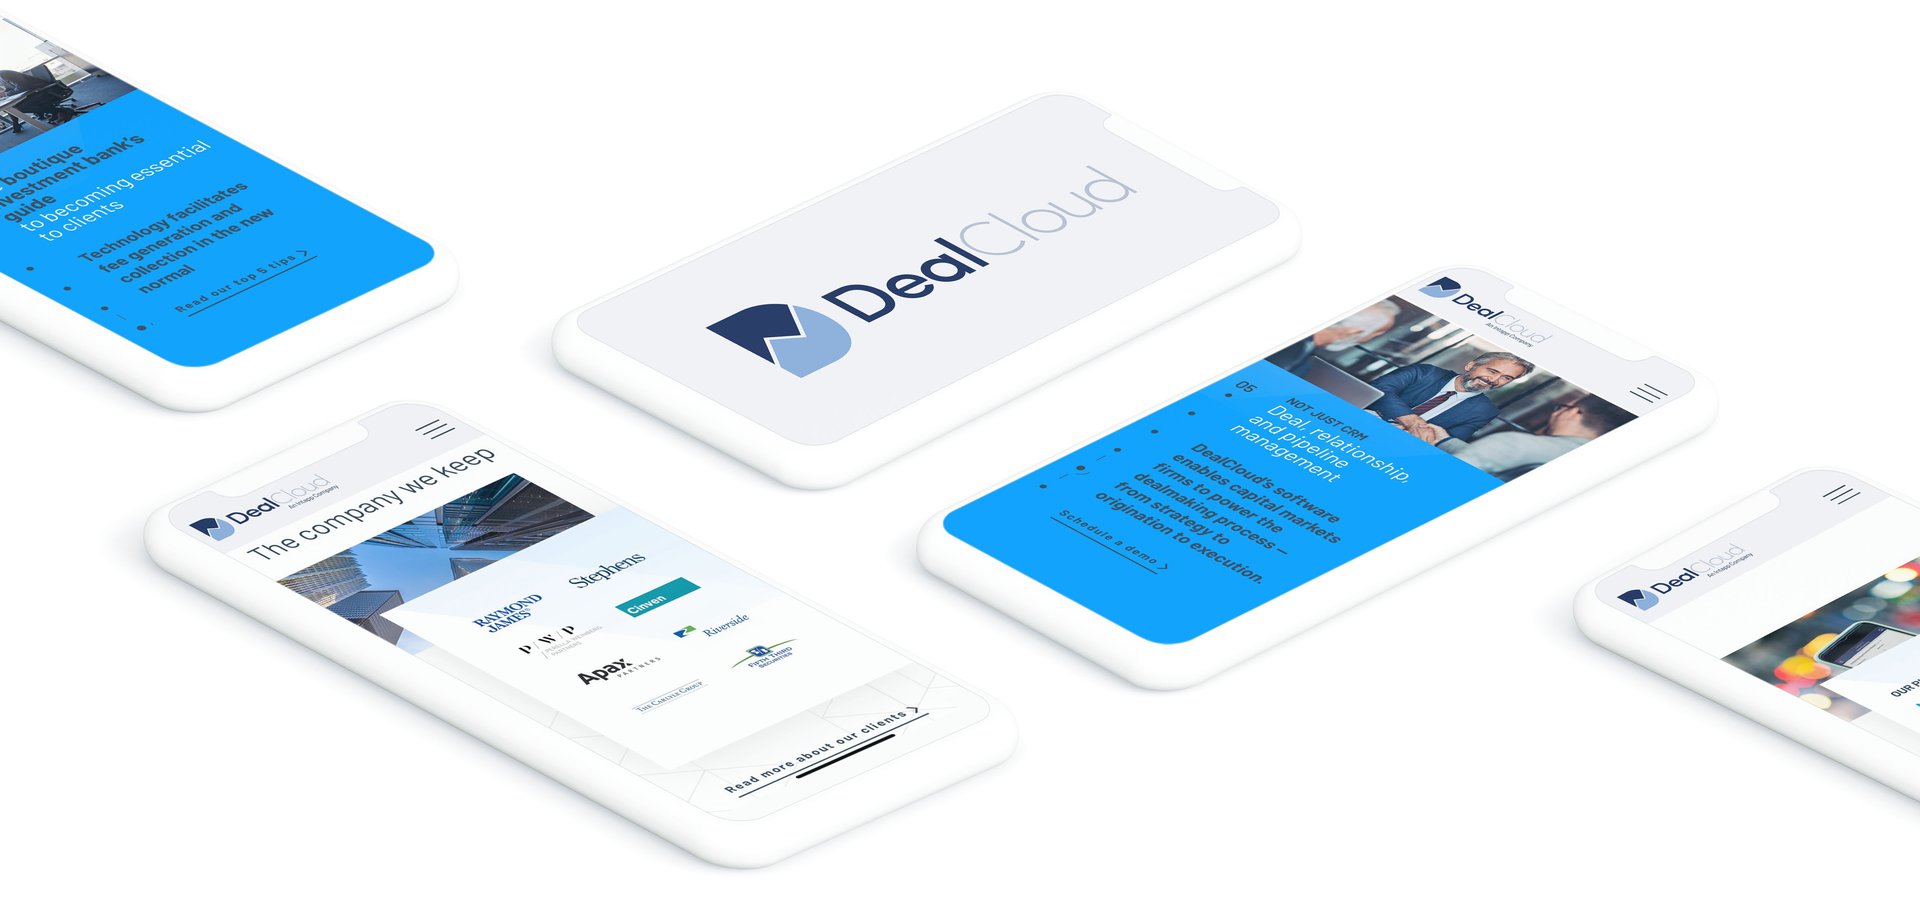 boutique
investment bank's
guide
to becoming essential
to clients
Technology facilitates
fee generation and
collection in the new
normal
Read our top 5 tips
DealCloud
DealCloud
An Intapp Company
The company we keep
Stephens
RAYMOND
JAMES
Cinven
P / W / P
PERELLA WEINBERG
PARTNERS
Riverside
Apax
PARTNERS
FIFTH THIRD
SECURITIES
THE CARLYLE GROUP
Read more about our clients
DealCloud
An Intapp Company
05
NOT JUST CRM
Deal, relationship,
and pipeline
management
DealCloud's software
enables capital markets
firms to power the
dealmaking process –
from strategy to
origination to execution.
Schedule a demo
DealCloud
An Intapp Company
OUR